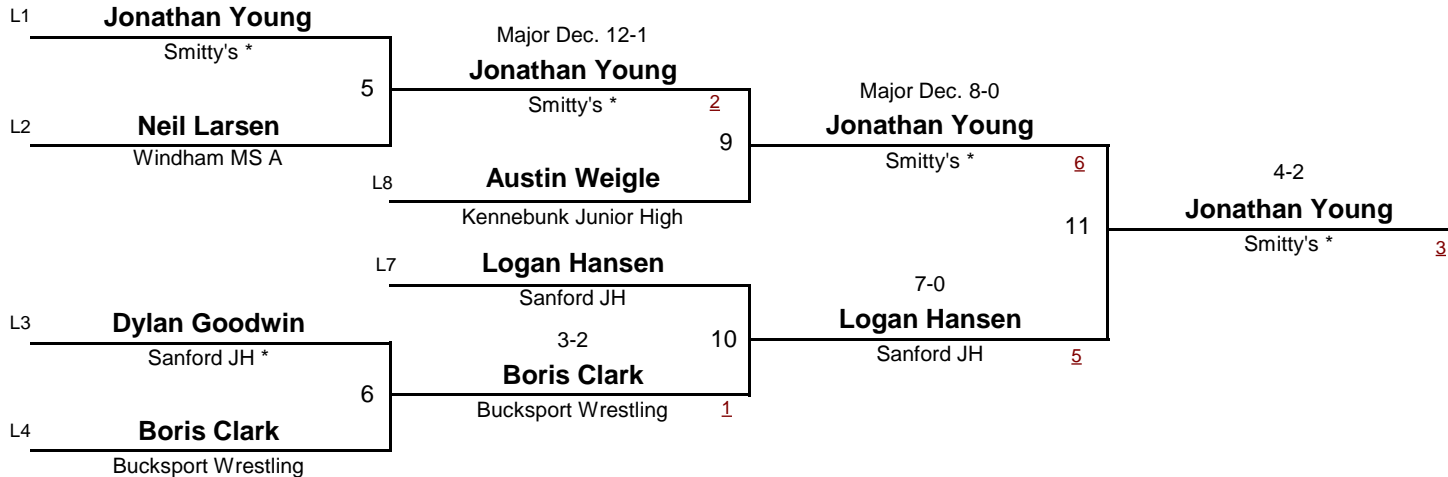 L1 Jonathan Young
Smitty's *
5
L2 Neil Larsen
Windham MS A
Major Dec. 12-1
Jonathan Young
Smitty's * 2
9
L8 Austin Weigle
Kennebunk Junior High
Major Dec. 8-0
Jonathan Young
Smitty's * 6
11
4-2
Jonathan Young
Smitty's * 3
L7 Logan Hansen
Sanford JH
10
L3 Dylan Goodwin
Sanford JH *
6
L4 Boris Clark
Bucksport Wrestling
3-2
Boris Clark
Bucksport Wrestling 1
7-0
Logan Hansen
Sanford JH 5